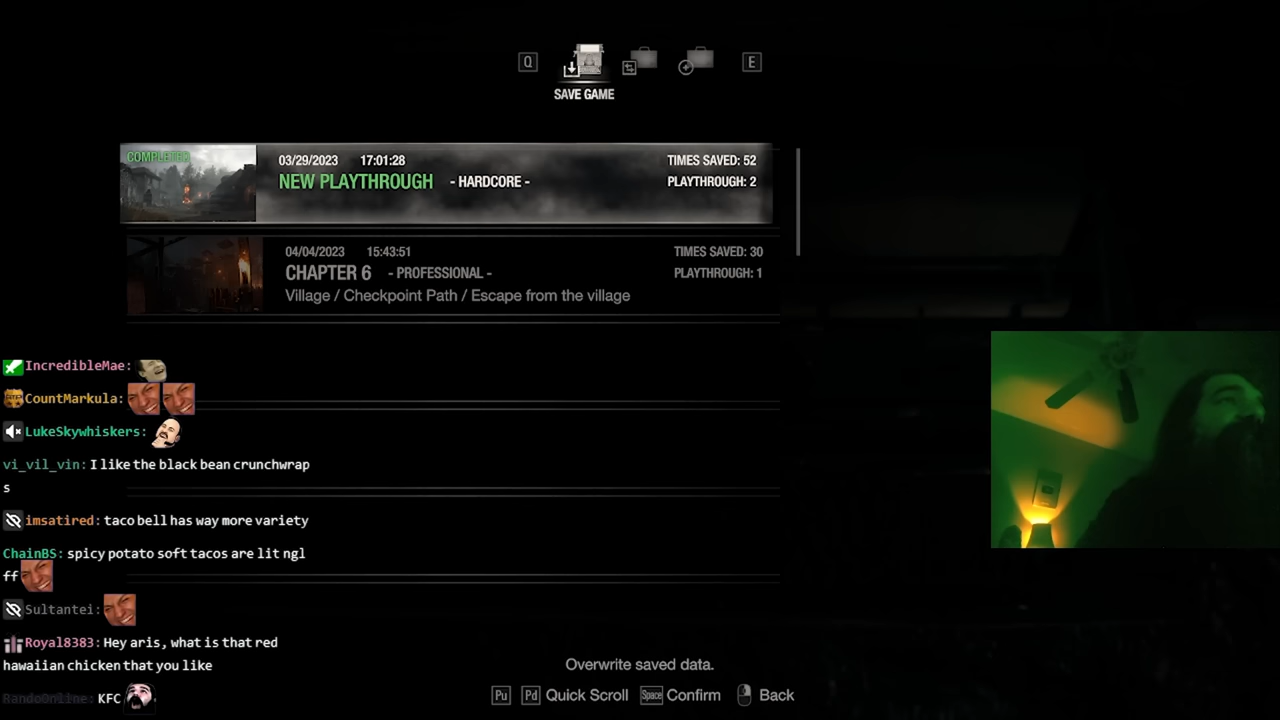 Q
E
SAVE GAME
COMPLETED
03/29/2023 17:01:28 TIMES SAVED: 52
NEW PLAYTHROUGH - HARDCORE - PLAYTHROUGH: 2
04/04/2023 15:43:51 TIMES SAVED: 30
CHAPTER 6 - PROFESSIONAL - PLAYTHROUGH: 1
Village / Checkpoint Path / Escape from the village
IncredibleMae:
CountMarkula:
LukeSkywhiskers:
vi_vil_vin: I like the black bean crunchwrap
s
imsatired: taco bell has way more variety
ChainBS: spicy potato soft tacos are lit ngl
ff
Sultantei:
Royal8383: Hey aris, what is that red
hawaiian chicken that you like
RandoOnline: KFC
Overwrite saved data.
Pu Pd Quick Scroll Space Confirm Back